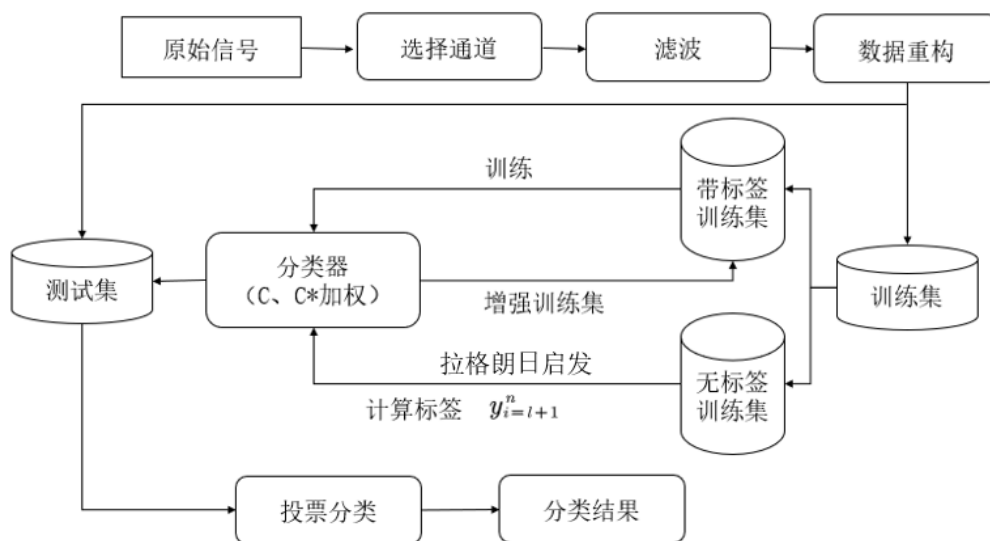 原始信号
选择通道
滤波
数据重构
训练
带标签
训练集
测试集
分类器
（C、C*加权）
增强训练集
训练集
拉格朗日启发
计算标签 $y_{i=l+1}^{n}$
无标签
训练集
投票分类
分类结果